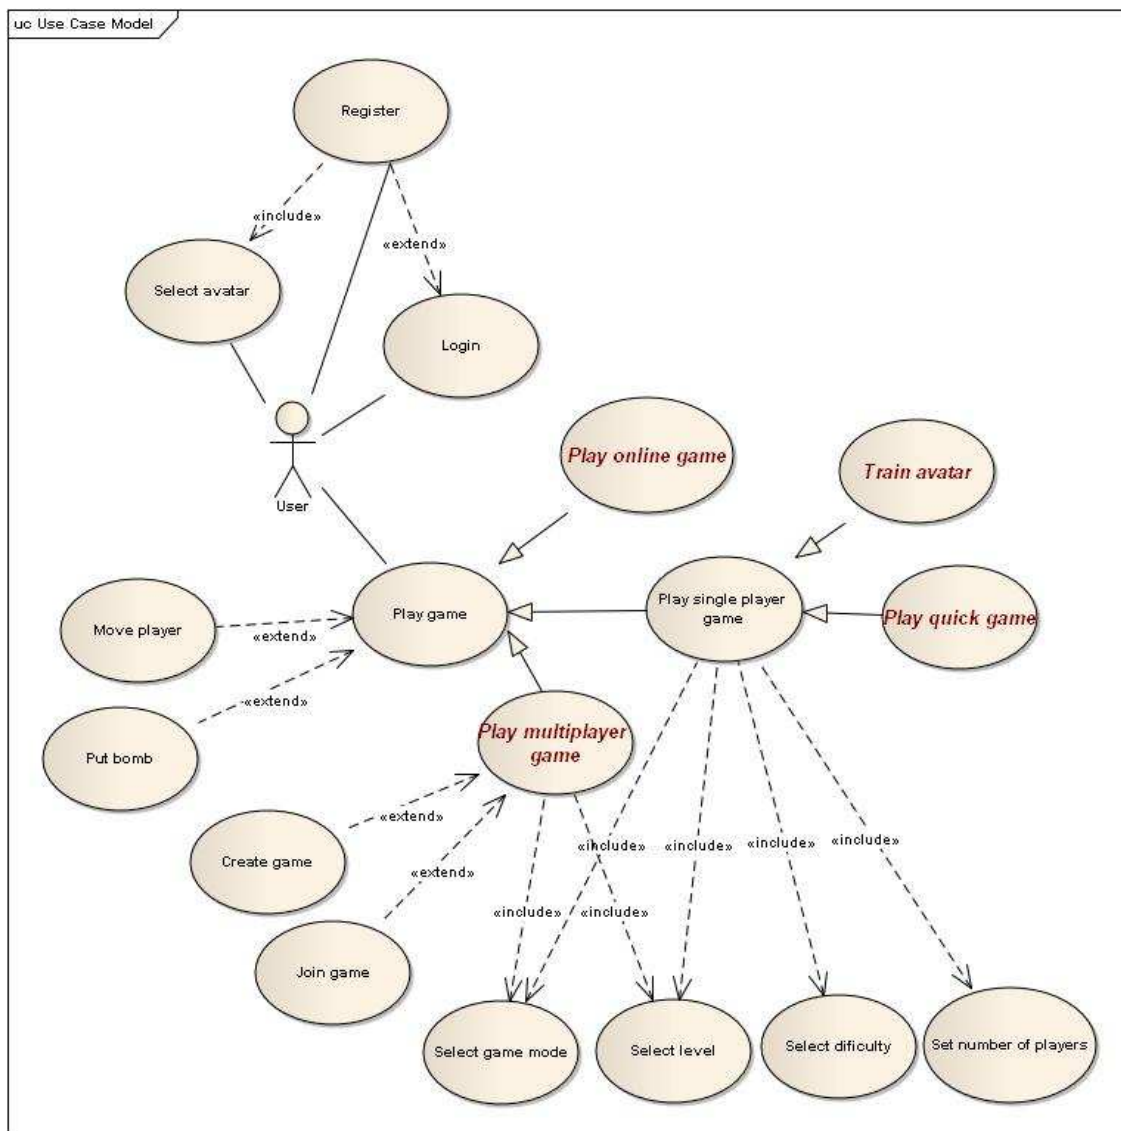 uc Use Case Model
Register
«include»
«extend»
Select avatar
Login
User
Play online game
Train avatar
Move player
«extend»
Play game
Play single player
game
Play quick game
Put bomb
«extend»
Play multiplayer
game
Create game
«extend»
Join game
«extend»
«include»
«include»
«include»
«include»
«include»
«include»
Select game mode
Select level
Select dificulty
Set number of players